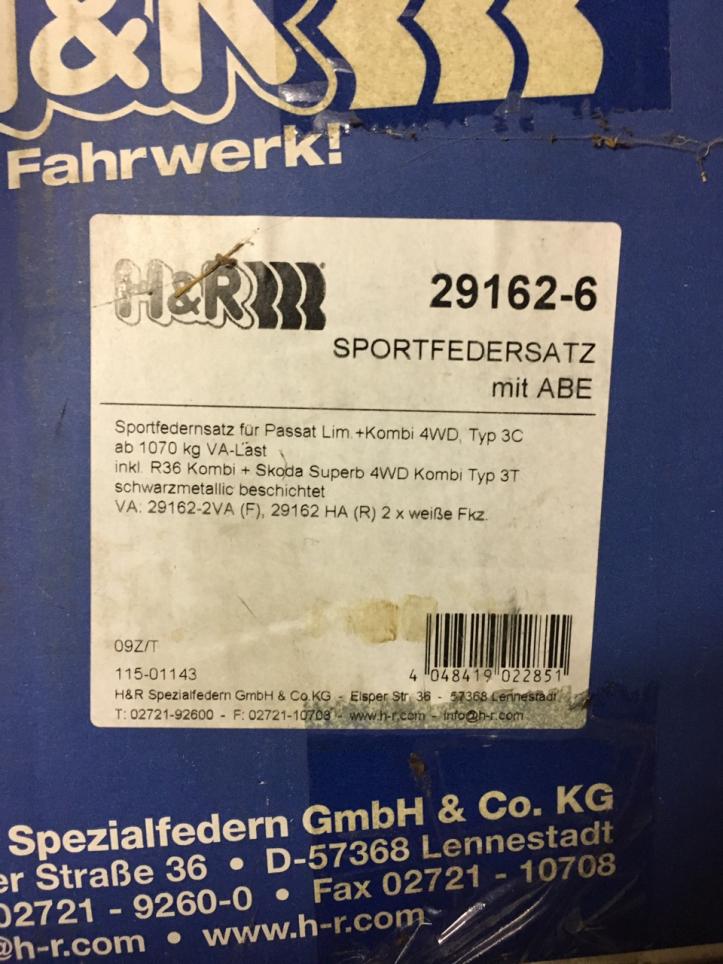 H&R
Fahrwerk!
H&R
29162-6
SPORTFEDERSATZ
mit ABE
Sportfedernsatz für Passat Lim.+Kombi 4WD, Typ 3C
ab 1070 kg VA-Last
inkl. R36 Kombi + Skoda Superb 4WD Kombi Typ 3T
schwarzmetallic beschichtet
VA: 29162-2VA (F), 29162 HA (R) 2 x weiße Fkz.
09Z/T
115-01143
4 048419 022851
H&R Spezialfedern GmbH & Co.KG - Elsper Str. 36 - 57368 Lennestadt
T: 02721-92600 - F: 02721-10708 - www.h-r.com - info@h-r.com
Spezialfedern GmbH & Co. KG
er Straße 36 • D-57368 Lennestadt
02721 - 9260-0 • Fax 02721 - 10708
@h-r.com • www.h-r.com